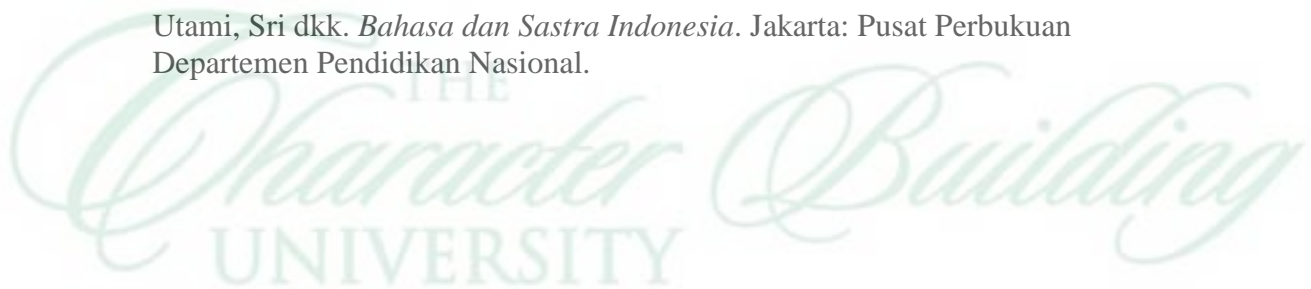 Utami, Sri dkk. Bahasa dan Sastra Indonesia. Jakarta: Pusat Perbukuan
Departemen Pendidikan Nasional.
THE
Character Building
UNIVERSITY